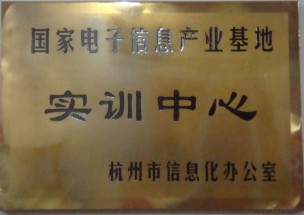 国家电子信息产业基地
实训中心
杭州市信息化办公室